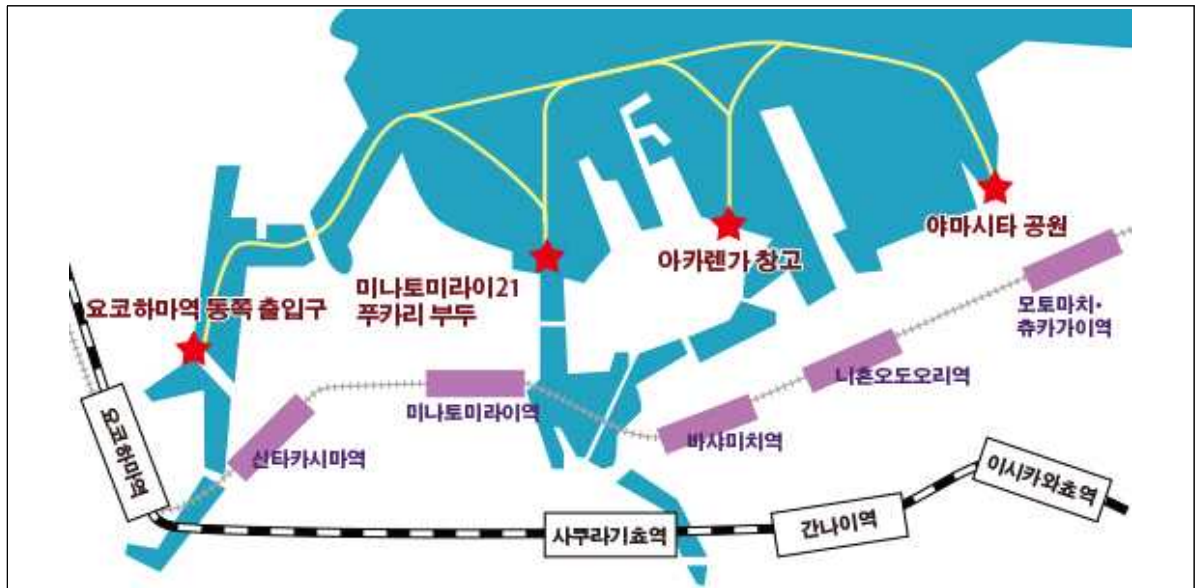 야마시타 공원
아카렌가 창고
미나토미라이21
푸카리 부두
요코하마역 동쪽 출입구
모토마치·
츄카가이역
니혼오도오리역
미나토미라이역
바샤미치역
신타카시마역
요코하마역
이시카와쵸역
간나이역
사쿠라기쵸역